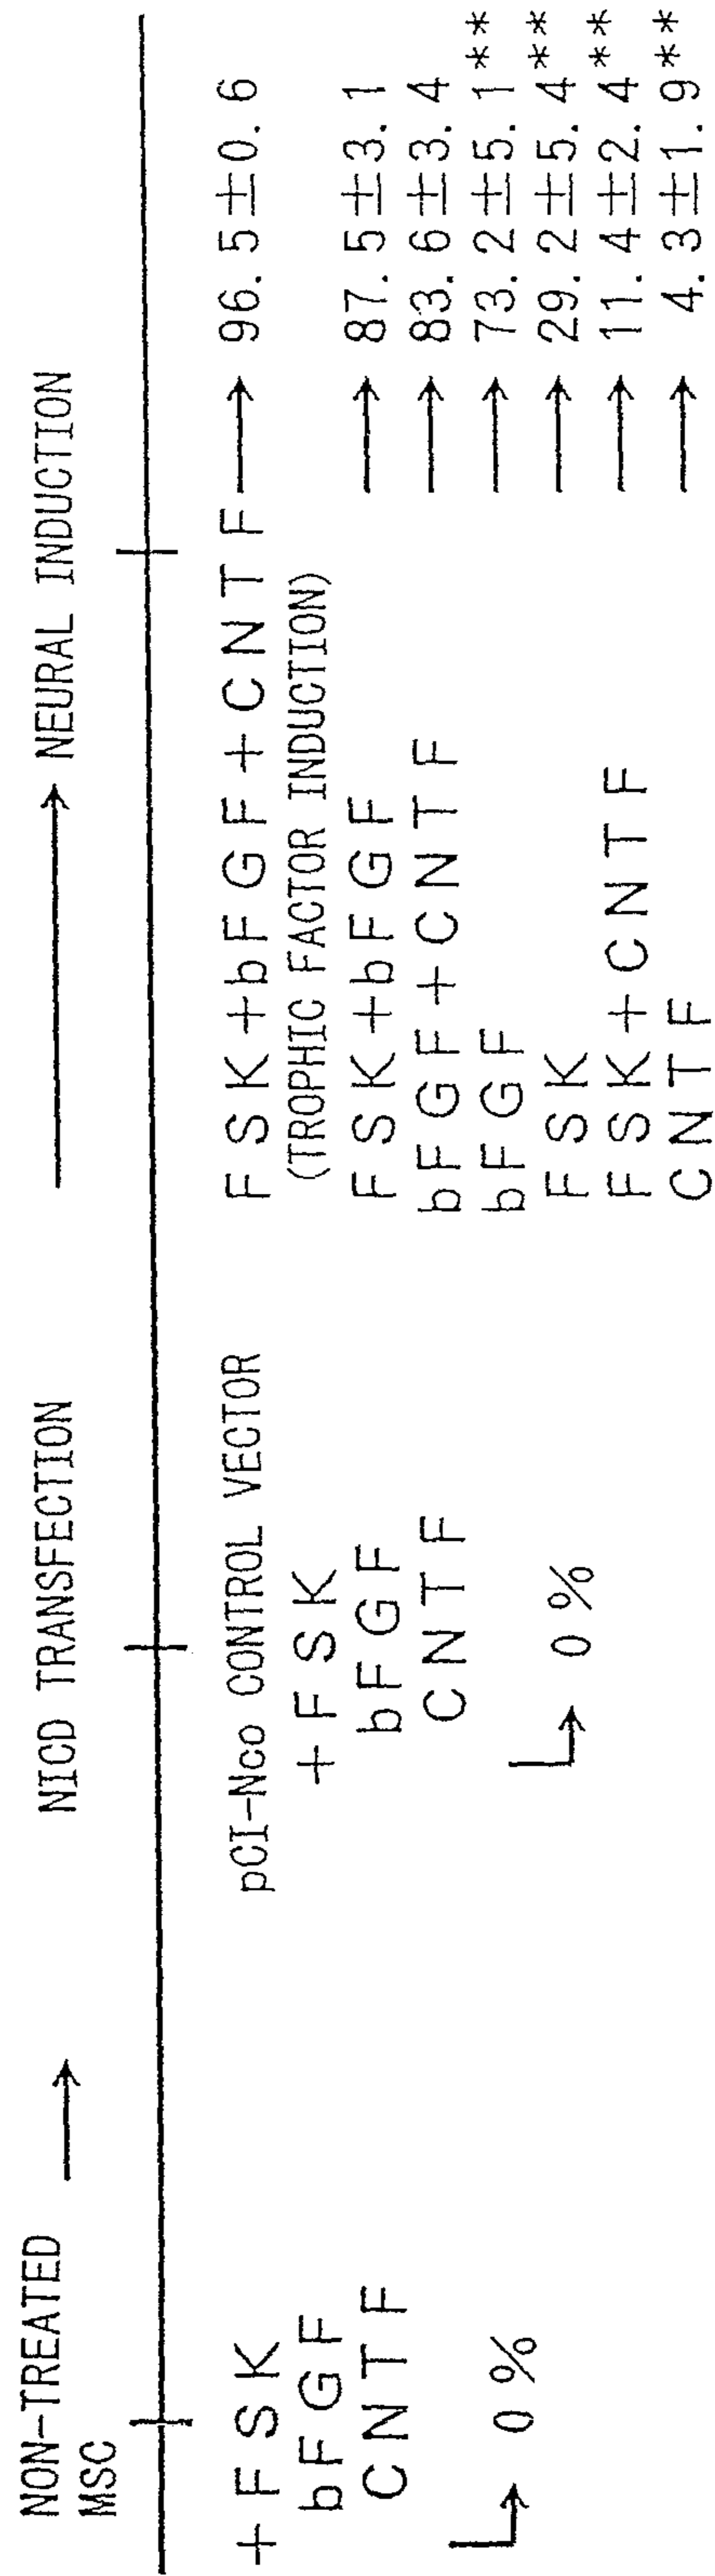 NON-TREATED
MSC
⟶
NICD TRANSFECTION
⟶ NEURAL INDUCTION
+FSK
bFGF
CNTF
0%
pCI-Nco CONTROL VECTOR
+FSK
bFGF
CNTF
0%
FSK+bFGF+CNTF → 96.5±0.6
(TROPHIC FACTOR INDUCTION)
FSK+bFGF → 87.5±3.1
bFGF+CNTF → 83.6±3.4
bFGF → 73.2±5.1**
FSK → 29.2±5.4**
FSK+CNTF → 11.4±2.4**
CNTF → 4.3±1.9**